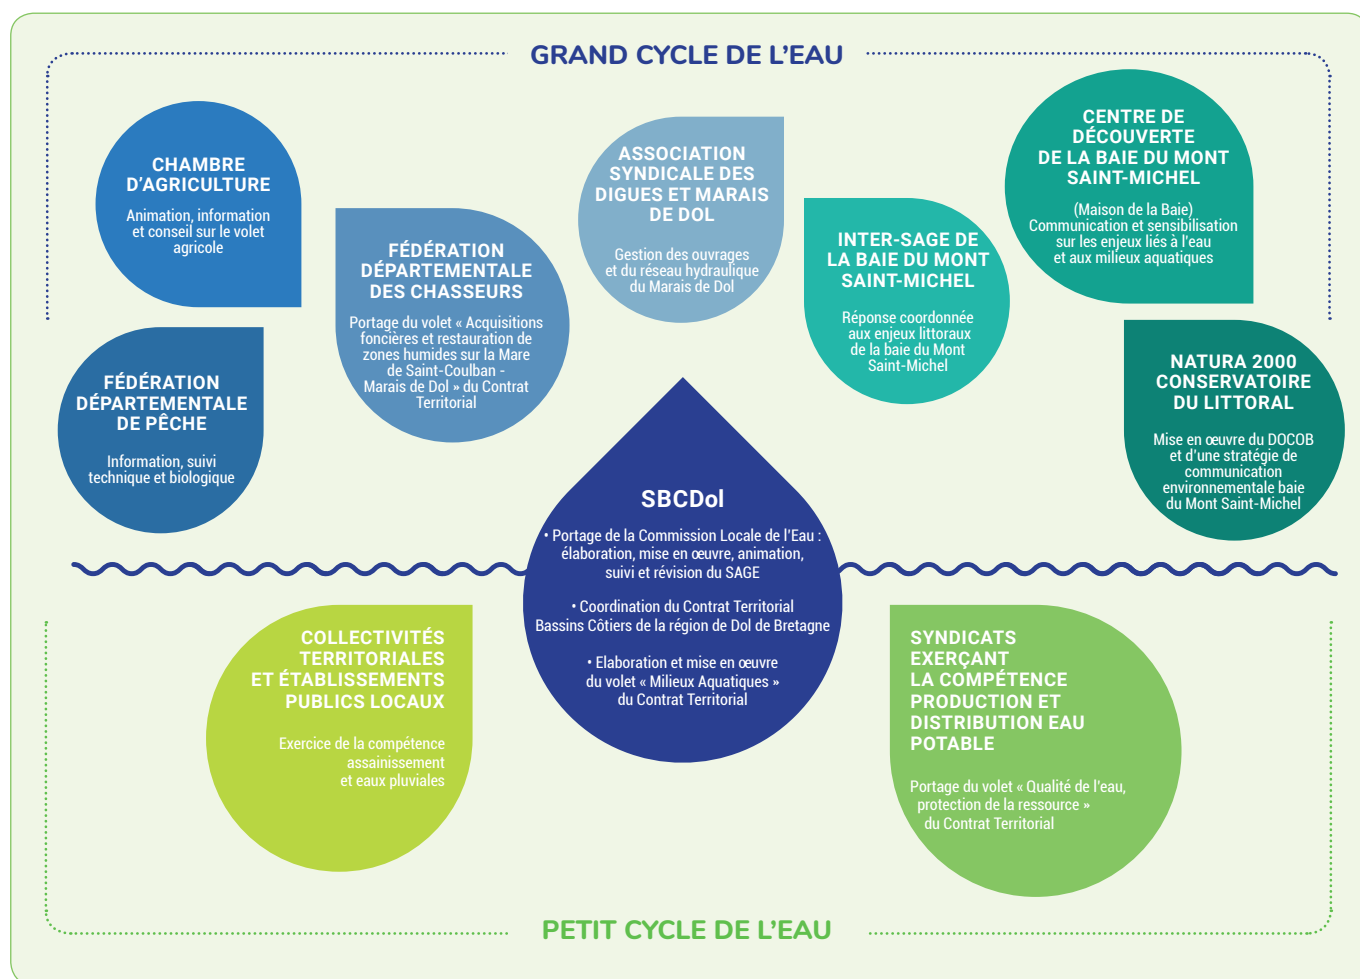 GRAND CYCLE DE L’EAU
CHAMBRE
D’AGRICULTURE
Animation, information
et conseil sur le volet
agricole
FÉDÉRATION
DÉPARTEMENTALE
DE PÊCHE
Information, suivi
technique et biologique
FÉDÉRATION
DÉPARTEMENTALE
DES CHASSEURS
Portage du volet « Acquisitions
foncières et restauration de
zones humides sur la Mare
de Saint-Coulban -
Marais de Dol » du Contrat
Territorial
ASSOCIATION
SYNDICALE DES
DIGUES ET MARAIS
DE DOL
Gestion des ouvrages
et du réseau hydraulique
du Marais de Dol
INTER-SAGE DE
LA BAIE DU MONT
SAINT-MICHEL
Réponse coordonnée
aux enjeux littoraux
de la baie du Mont
Saint-Michel
CENTRE DE
DÉCOUVERTE
DE LA BAIE DU MONT
SAINT-MICHEL
(Maison de la Baie)
Communication et sensibilisation
sur les enjeux liés à l’eau
et aux milieux aquatiques
NATURA 2000
CONSERVATOIRE
DU LITTORAL
Mise en œuvre du DOCOB
et d’une stratégie de
communication
environnementale baie
du Mont Saint-Michel
SBCDol
• Portage de la Commission Locale de l’Eau :
élaboration, mise en œuvre, animation,
suivi et révision du SAGE
• Coordination du Contrat Territorial
Bassins Côtiers de la région de Dol de Bretagne
• Elaboration et mise en œuvre
du volet « Milieux Aquatiques »
du Contrat Territorial
COLLECTIVITÉS
TERRITORIALES
ET ÉTABLISSEMENTS
PUBLICS LOCAUX
Exercice de la compétence
assainissement
et eaux pluviales
SYNDICATS
EXERÇANT
LA COMPÉTENCE
PRODUCTION ET
DISTRIBUTION EAU
POTABLE
Portage du volet « Qualité de l’eau,
protection de la ressource »
du Contrat Territorial
PETIT CYCLE DE L’EAU